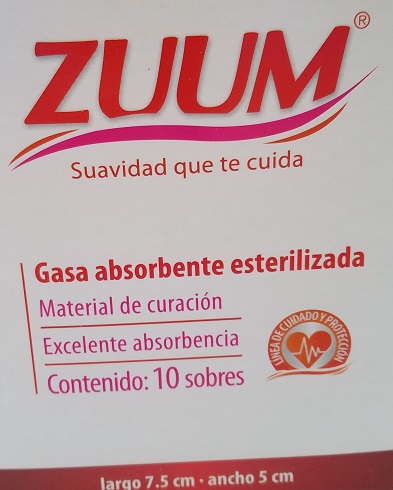 ZUUM®
Suavidad que te cuida
Gasa absorbente esterilizada
Material de curación
Excelente absorbencia
Contenido: 10 sobres
LÍNEA DE CUIDADO Y PROTECCIÓN
largo 7.5 cm · ancho 5 cm